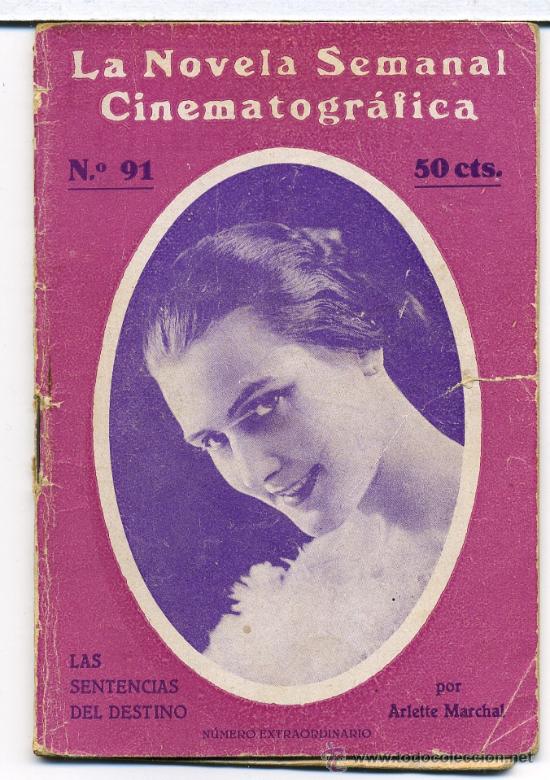 La Novela Semanal
Cinematográfica
N.º 91
50 cts.
LAS
SENTENCIAS
DEL DESTINO
por
Arlette Marchal
NÚMERO EXTRAORDINARIO
www.todocoleccion.net